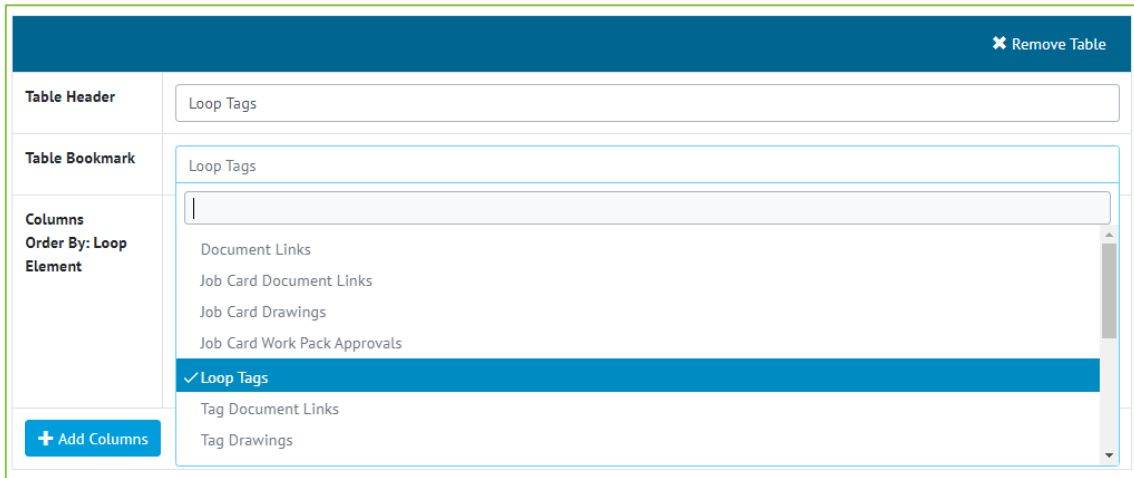 ✖ Remove Table
Table Header
Loop Tags
Table Bookmark
Loop Tags
Columns
Order By: Loop
Element
Document Links
Job Card Document Links
Job Card Drawings
Job Card Work Pack Approvals
✓Loop Tags
Tag Document Links
Tag Drawings
+ Add Columns